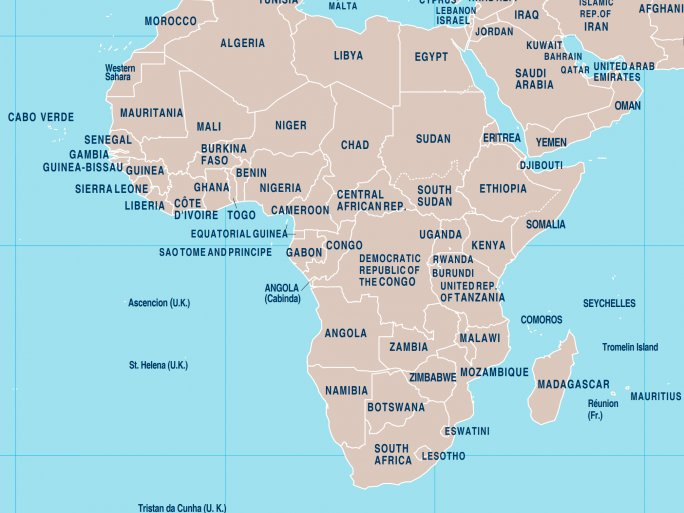 TUNISIA
MALTA
CYPRUS
LEBANON
ISRAEL
IRAQ
ISLAMIC
REP.OF
IRAN
AFGHANI
MOROCCO
ALGERIA
LIBYA
EGYPT
JORDAN
KUWAIT
BAHRAIN
QATAR
UNITED ARAB
EMIRATES
SAUDI
ARABIA
OMAN
Western
Sahara
CABO VERDE
MAURITANIA
MALI
NIGER
CHAD
SUDAN
ERITREA
YEMEN
SENEGAL
GAMBIA
GUINEA-BISSAU
GUINEA
BURKINA
FASO
BENIN
DJIBOUTI
SIERRA LEONE
GHANA
NIGERIA
CENTRAL
AFRICAN REP.
SOUTH
SUDAN
ETHIOPIA
LIBERIA
CÔTE
D'IVOIRE
TOGO
CAMEROON
SOMALIA
EQUATORIAL GUINEA
UGANDA
KENYA
SAO TOME AND PRINCIPE
GABON
CONGO
DEMOCRATIC
REPUBLIC OF
THE CONGO
RWANDA
BURUNDI
UNITED REP.
OF TANZANIA
ANGOLA
(Cabinda)
Ascencion (U.K.)
SEYCHELLES
COMOROS
ANGOLA
ZAMBIA
MALAWI
Tromelin Island
St. Helena (U.K.)
ZIMBABWE
MOZAMBIQUE
MADAGASCAR
NAMIBIA
BOTSWANA
Réunion
(Fr.)
MAURITIUS
ESWATINI
SOUTH
AFRICA
LESOTHO
Tristan da Cunha (U. K.)